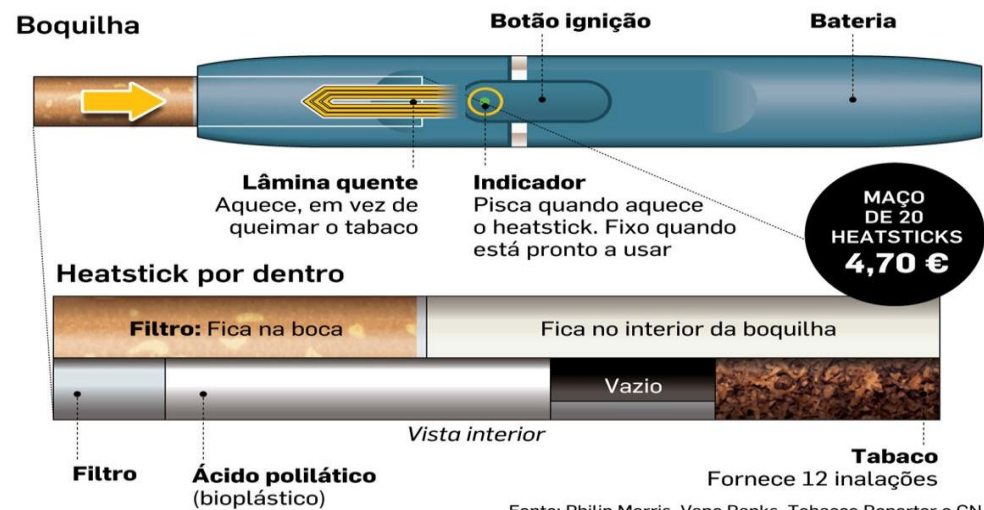 Boquilha
Botão ignição
Bateria
Lâmina quente
Aquece, em vez de
queimar o tabaco
Indicador
Pisca quando aquece
o heatstick. Fixo quando
está pronto a usar
MAÇO
DE 20
HEATSTICKS
4,70 €
Heatstick por dentro
Filtro: Fica na boca
Fica no interior da boquilha
Vazio
Vista interior
Filtro
Ácido polilático
(bioplástico)
Tabaco
Fornece 12 inalações
Fonte: Philip Morris, Vape Ranks, Tobacco Reporter e GN